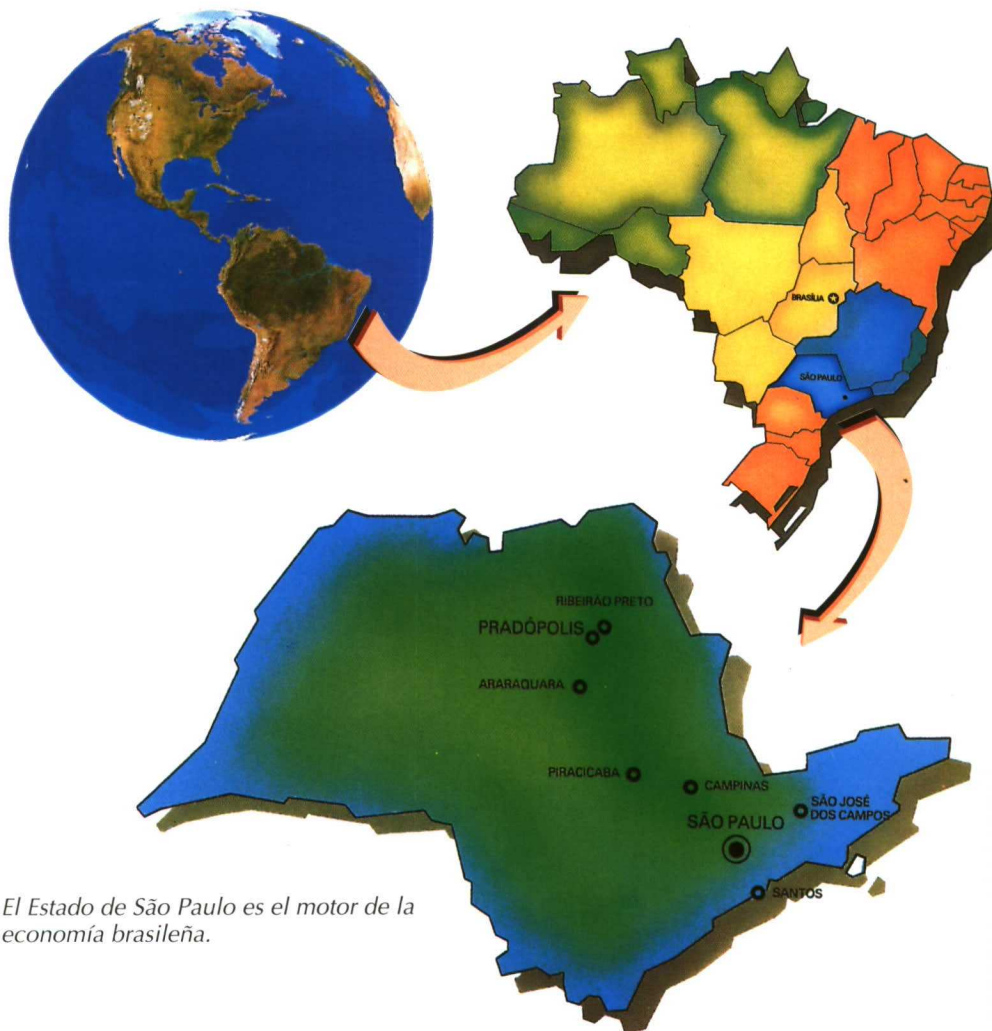 BRASÍLIA
SÃO PAULO
RIBEIRÃO PRETO
PRADÓPOLIS
ARARAQUARA
PIRACICABA
CAMPINAS
SÃO JOSÉ
DOS CAMPOS
SÃO PAULO
SANTOS
El Estado de São Paulo es el motor de la
economía brasileña.